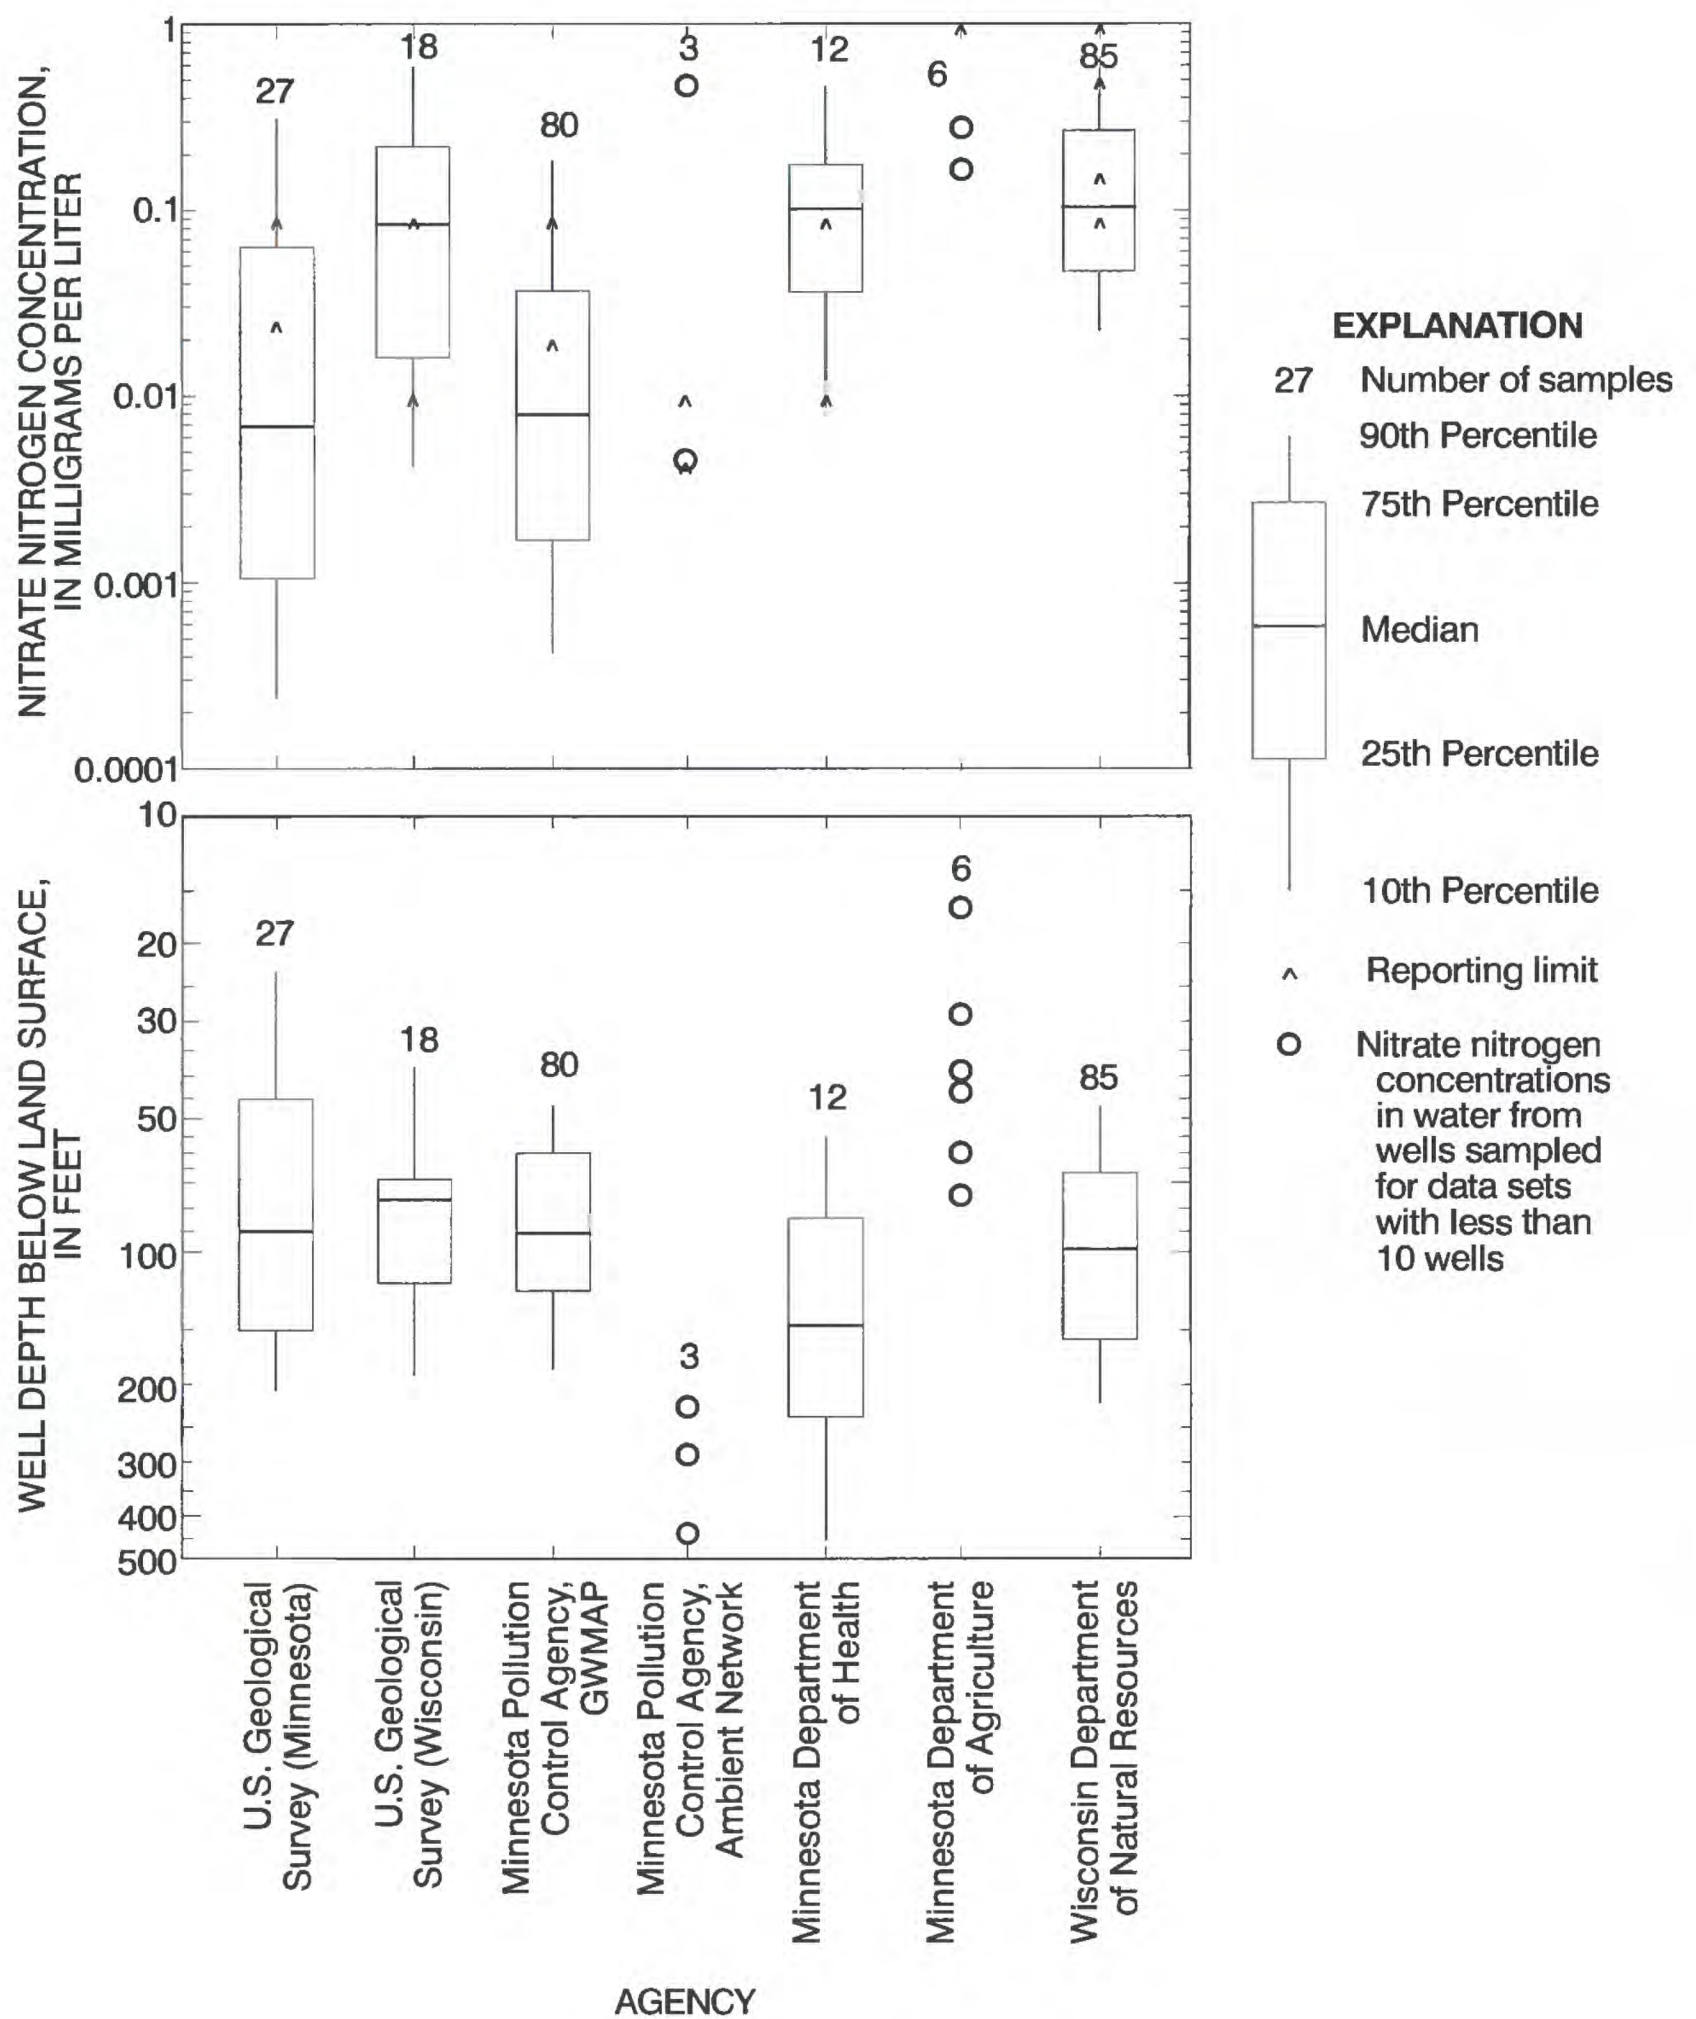 NITRATE NITROGEN CONCENTRATION,
IN MILLIGRAMS PER LITER
1
0.1
0.01
0.001
0.0001
27
18
80
3
12
6
85
WELL DEPTH BELOW LAND SURFACE,
IN FEET
10
20
30
50
100
200
300
400
500
27
18
80
3
12
6
85
U.S. Geological
Survey (Minnesota)
U.S. Geological
Survey (Wisconsin)
Minnesota Pollution
Control Agency,
GWMAP
Minnesota Pollution
Control Agency,
Ambient Network
Minnesota Department
of Health
Minnesota Department
of Agriculture
Wisconsin Department
of Natural Resources
AGENCY
EXPLANATION
27 Number of samples
90th Percentile
75th Percentile
Median
25th Percentile
10th Percentile
^ Reporting limit
O Nitrate nitrogen
concentrations
in water from
wells sampled
for data sets
with less than
10 wells